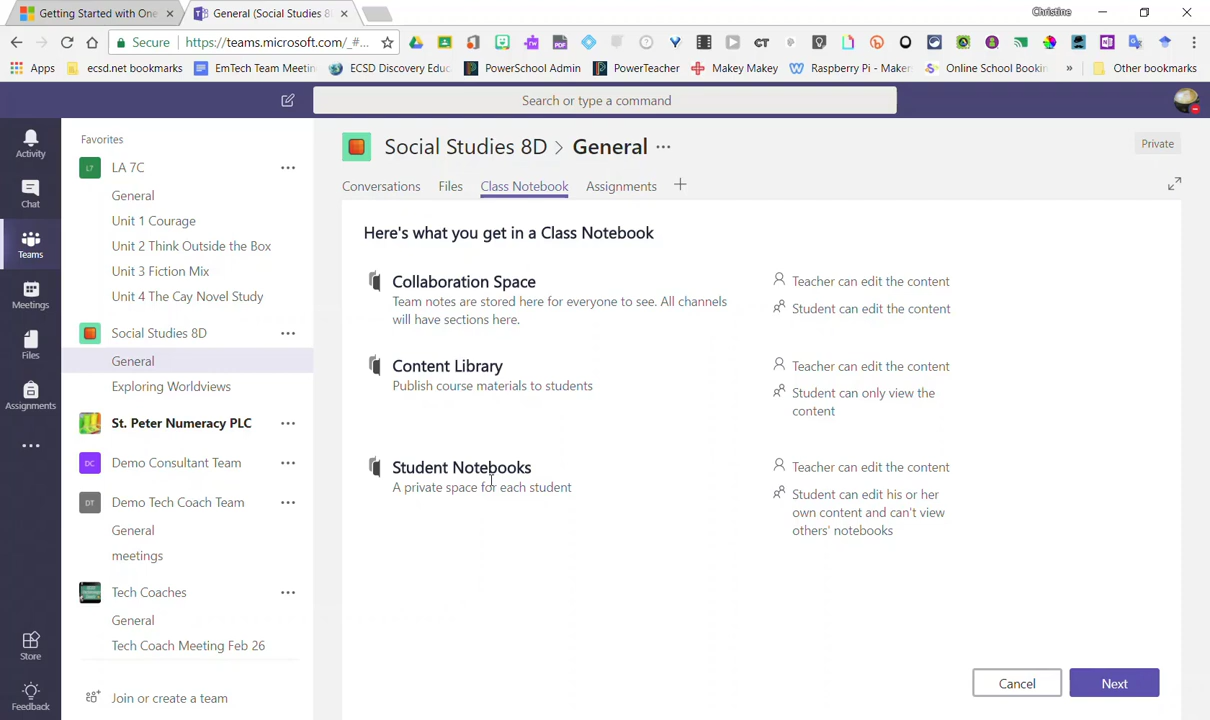 Getting Started with One
General (Social Studies 8
Christine
Secure
https://teams.microsoft.com/_#...
Apps
ecsd.net bookmarks
EmTech Team Meetin
ECSD Discovery Educ
PowerSchool Admin
PowerTeacher
Makey Makey
Raspberry Pi - Maker
Online School Bookin
»
Other bookmarks
Search or type a command
Activity
Chat
Teams
Meetings
Files
Assignments
Store
Feedback
Favorites
L7
LA 7C
General
Unit 1 Courage
Unit 2 Think Outside the Box
Unit 3 Fiction Mix
Unit 4 The Cay Novel Study
Social Studies 8D
General
Exploring Worldviews
St. Peter Numeracy PLC
DC
Demo Consultant Team
DT
Demo Tech Coach Team
General
meetings
Tech Coaches
General
Tech Coach Meeting Feb 26
Join or create a team
Social Studies 8D > General ···
Private
Conversations
Files
Class Notebook
Assignments
Here's what you get in a Class Notebook
Collaboration Space
Team notes are stored here for everyone to see. All channels
will have sections here.
Teacher can edit the content
Student can edit the content
Content Library
Publish course materials to students
Teacher can edit the content
Student can only view the
content
Student Notebooks
A private space for each student
Teacher can edit the content
Student can edit his or her
own content and can't view
others' notebooks
Cancel
Next